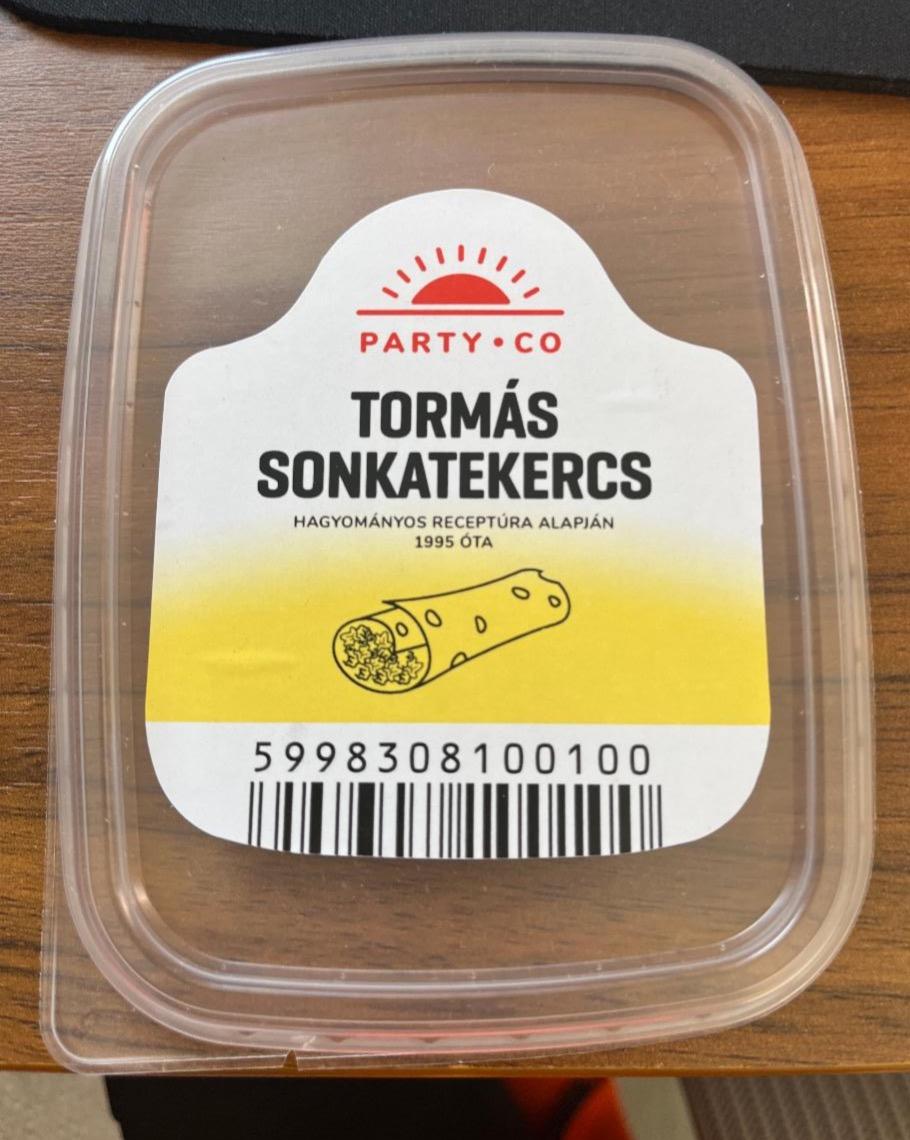 PARTY • CO
TORMÁS
SONKATEKERCS
HAGYOMÁNYOS RECEPTÚRA ALAPJÁN
1995 ÓTA
5998308100100